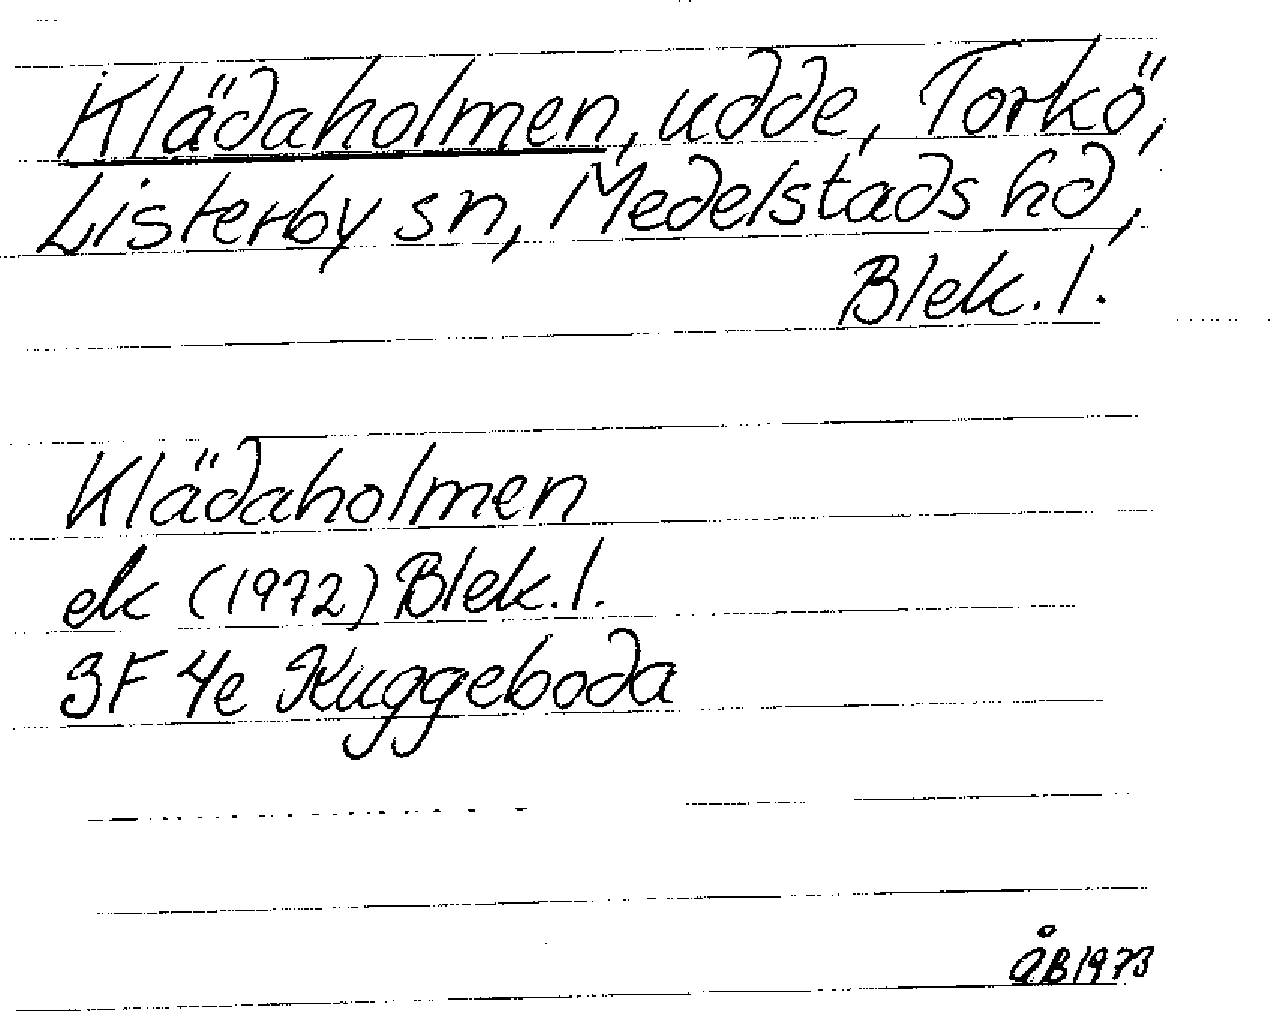 Klädaholmen, udde, Torkö,
Listerby sn, Medelstads hd,
Blek. l.
Klädaholmen
ek (1972) Blek. l.
3F 4e Kuggeboda
ÅB 1973